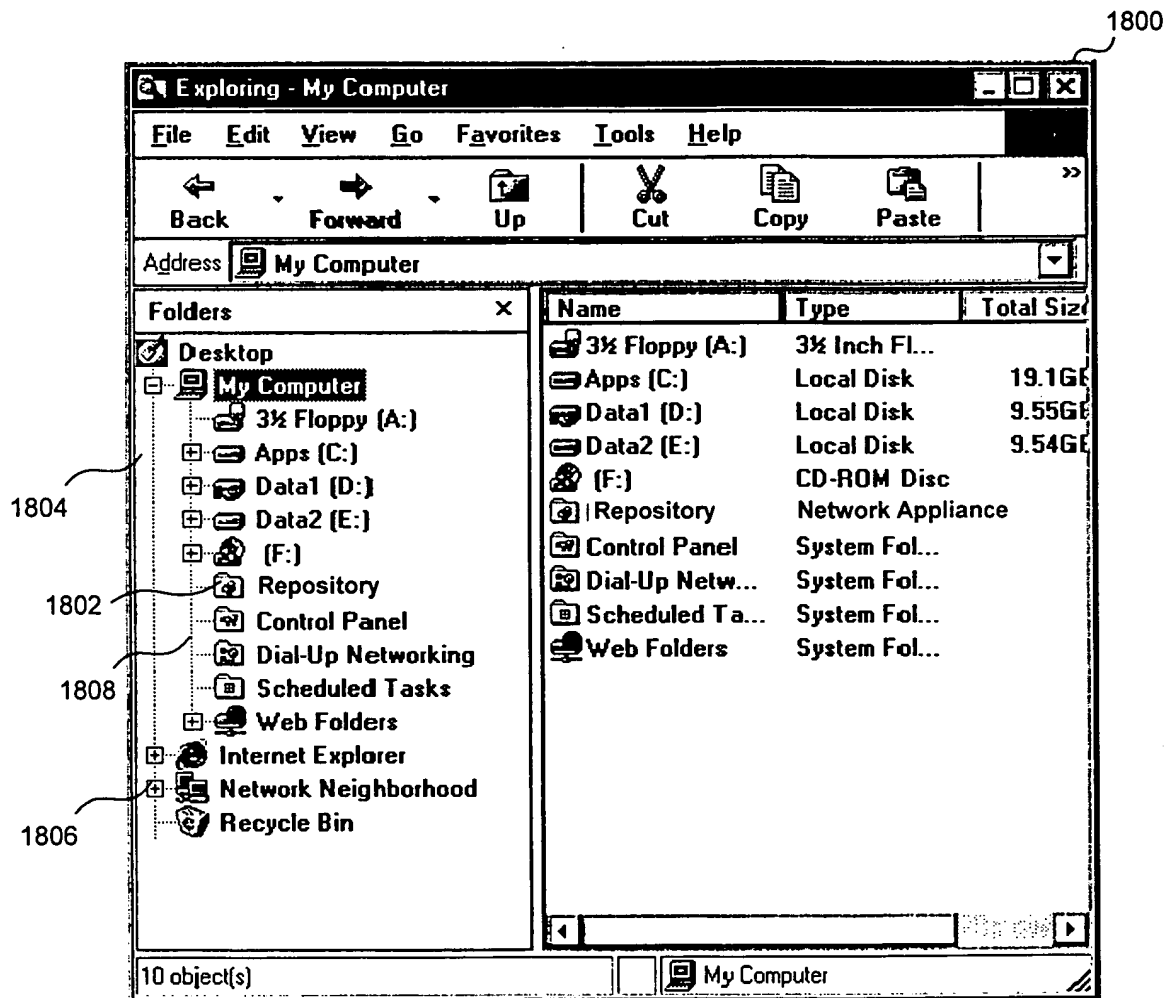 1800
Exploring - My Computer
File Edit View Go Favorites Tools Help
Back Forward Up Cut Copy Paste »
Address My Computer
Folders ×
Desktop
My Computer
3½ Floppy (A:)
Apps (C:)
Data1 (D:)
Data2 (E:)
(F:)
Repository
Control Panel
Dial-Up Networking
Scheduled Tasks
Web Folders
Internet Explorer
Network Neighborhood
Recycle Bin
1804
1802
1808
1806
Name Type Total Size
3½ Floppy (A:) 3½ Inch Fl...
Apps (C:) Local Disk 19.1GB
Data1 (D:) Local Disk 9.55GB
Data2 (E:) Local Disk 9.54GB
(F:) CD-ROM Disc
Repository Network Appliance
Control Panel System Fol...
Dial-Up Netw... System Fol...
Scheduled Ta... System Fol...
Web Folders System Fol...
10 object(s) My Computer